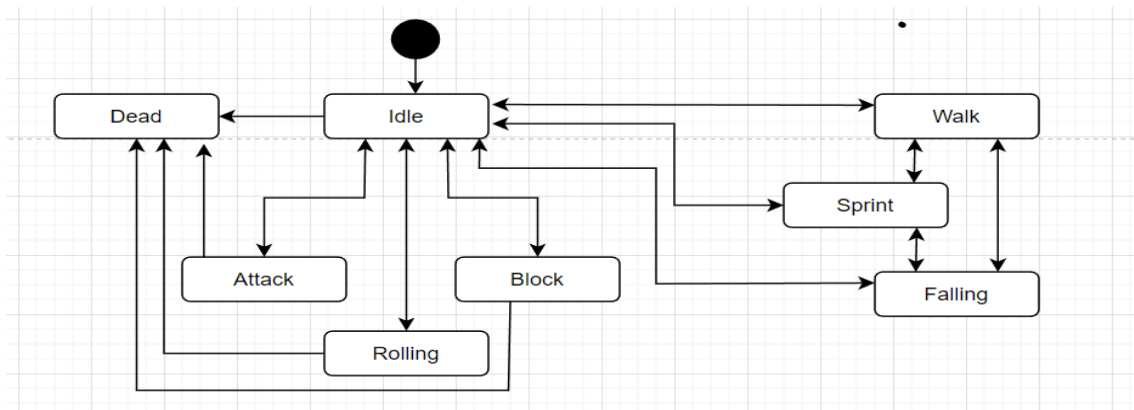 Dead
Idle
Walk
Sprint
Attack
Block
Falling
Rolling